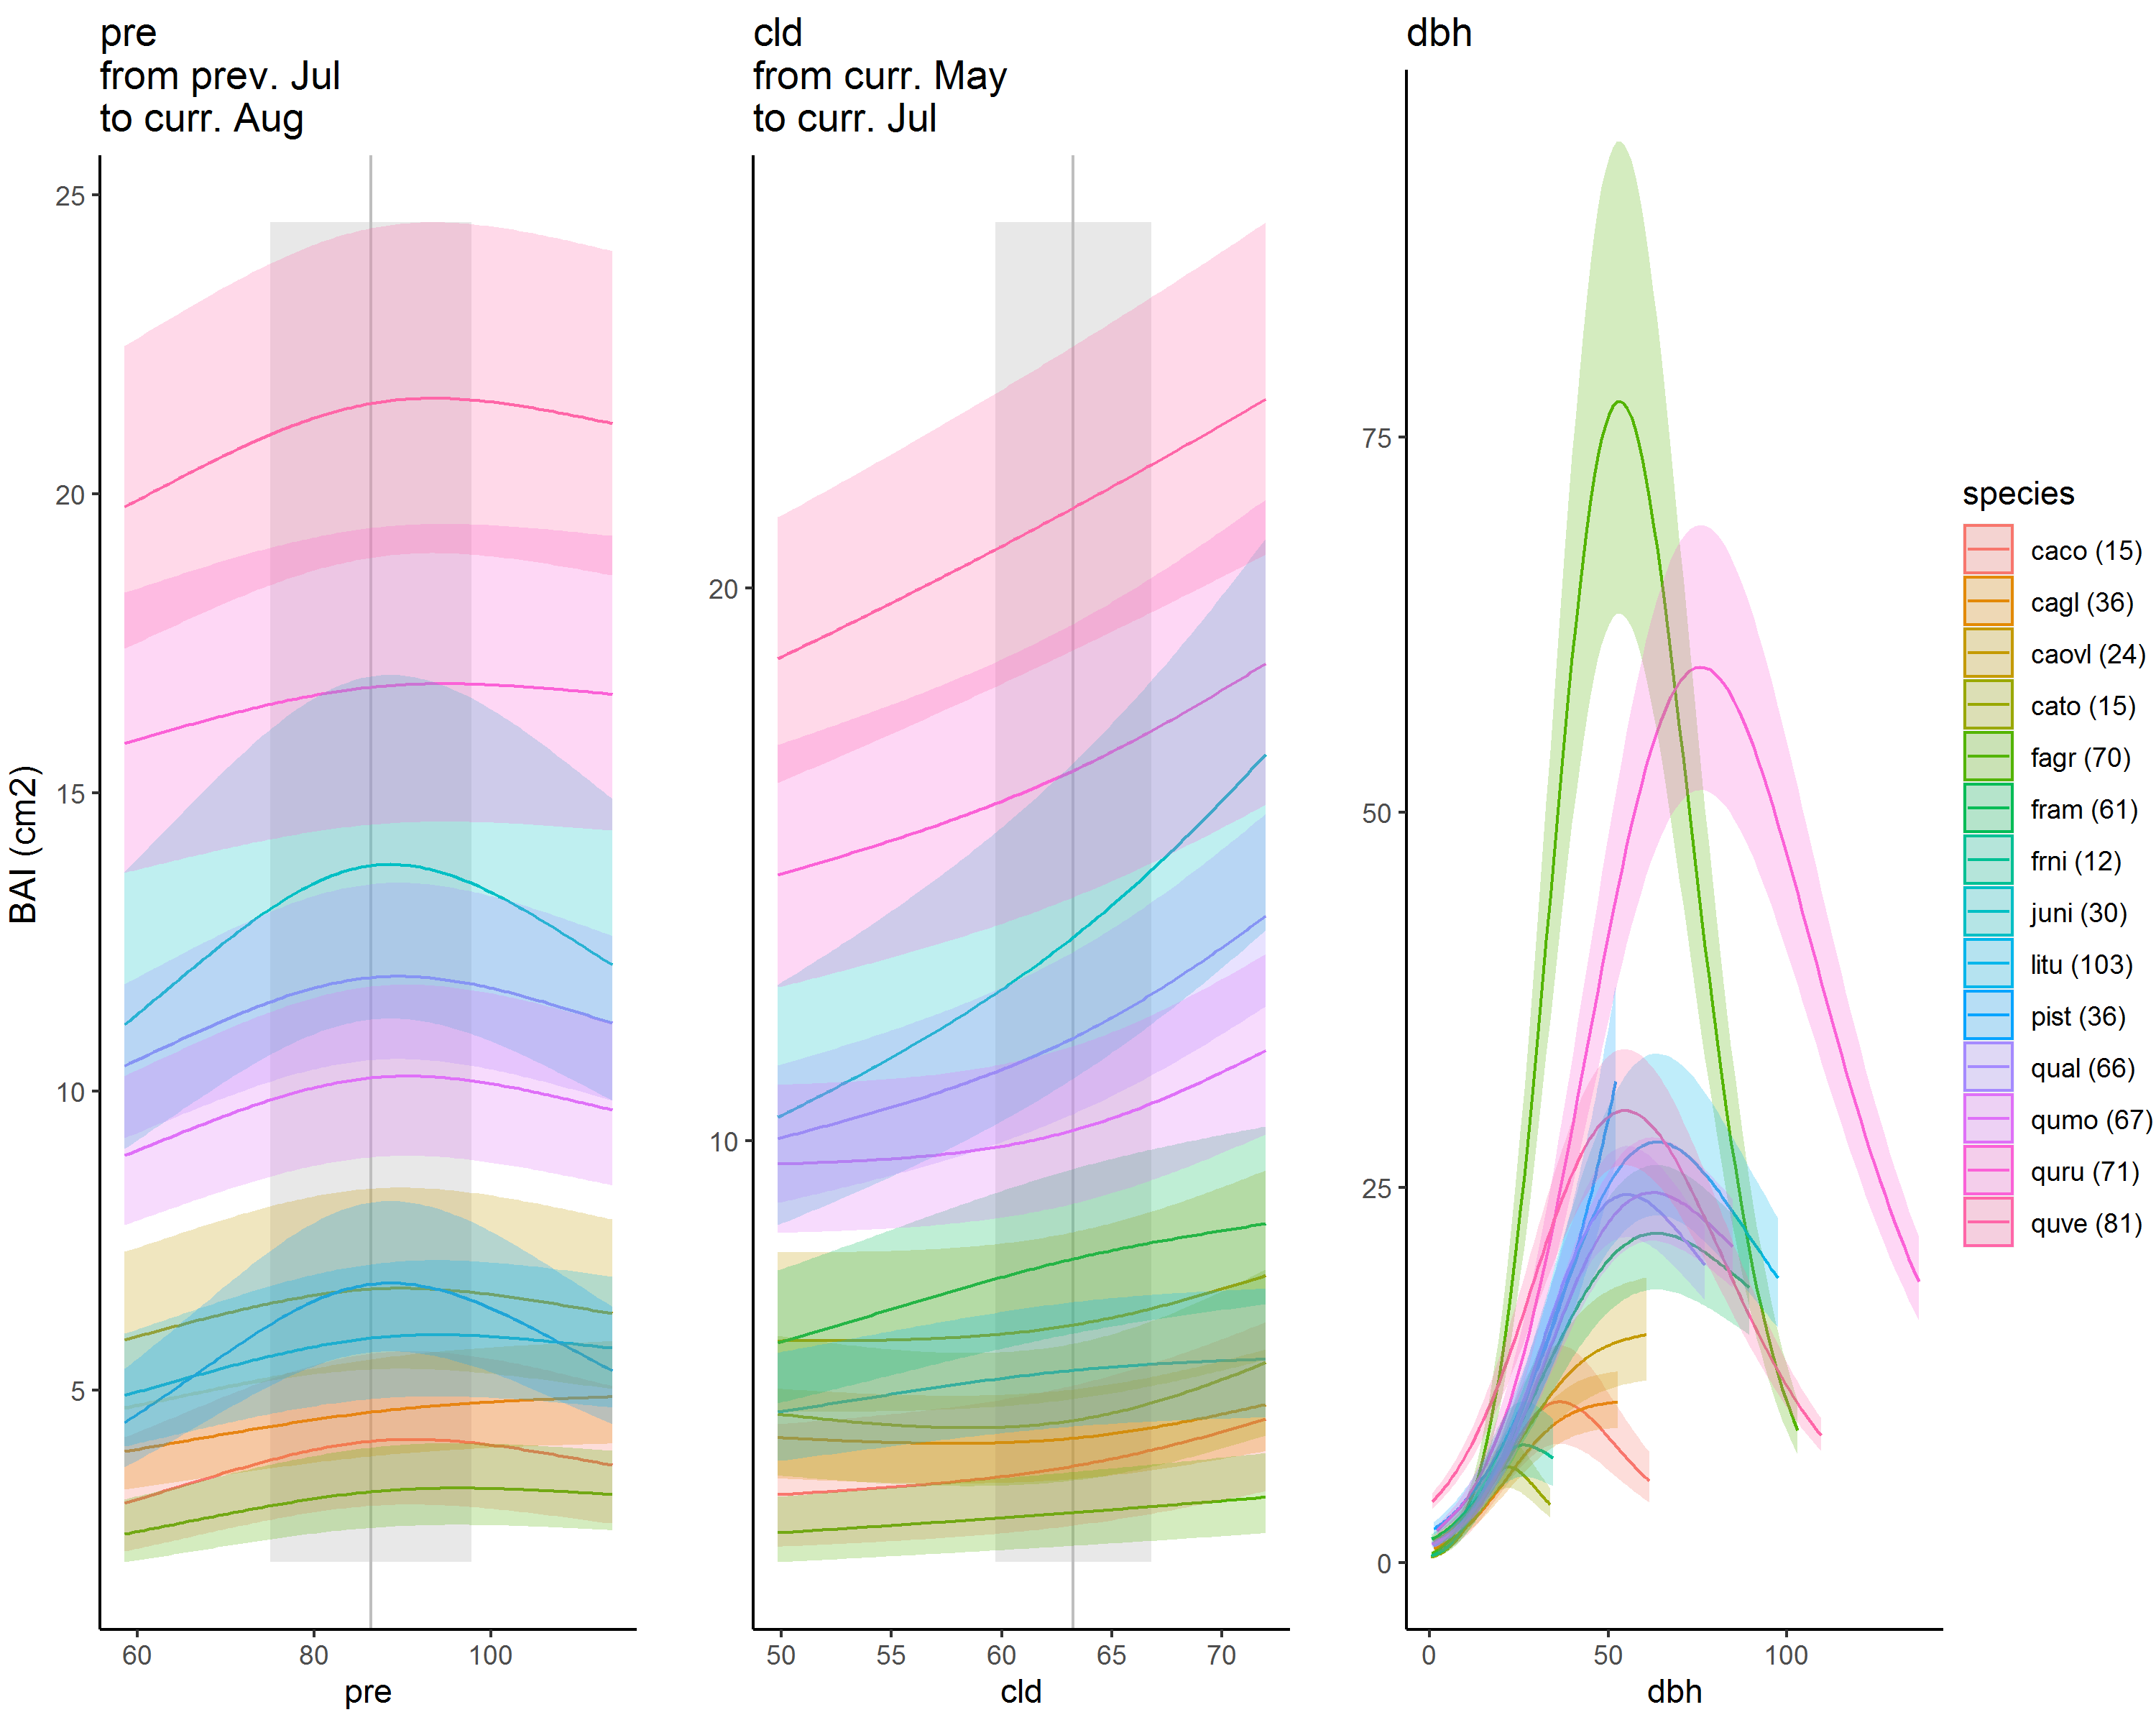 pre
from prev. Jul
to curr. Aug
cld
from curr. May
to curr. Jul
dbh
BAI (cm2)
25
20
15
10
5
60
80
100
pre
20
10
50
55
60
65
70
cld
75
50
25
0
0
50
100
dbh
species
caco (15)
cagl (36)
caovl (24)
cato (15)
fagr (70)
fram (61)
frni (12)
juni (30)
litu (103)
pist (36)
qual (66)
qumo (67)
quru (71)
quve (81)